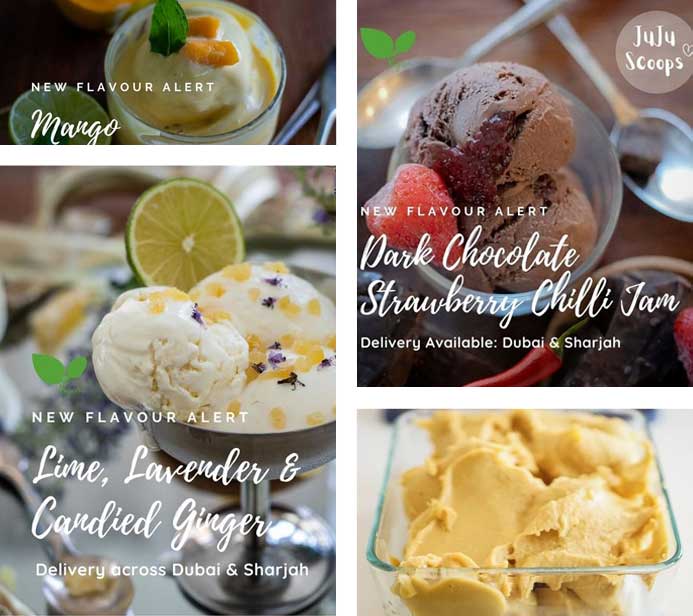 NEW FLAVOUR ALERT
Mango
NEW FLAVOUR ALERT
Lime, Lavender &
Candied Ginger
Delivery across Dubai & Sharjah
JuJu
Scoops
NEW FLAVOUR ALERT
Dark Chocolate
Strawberry Chilli Jam
Delivery Available: Dubai & Sharjah